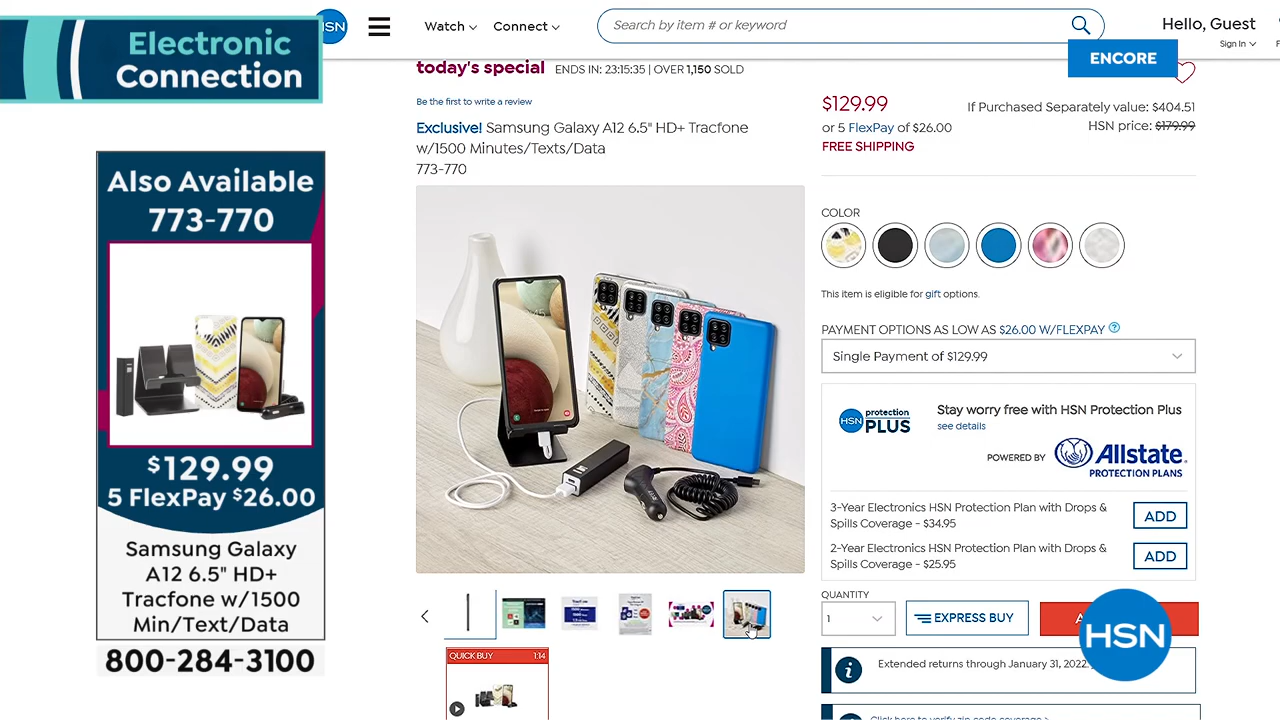 Electronic
Connection
HSN
Watch
Connect
Search by item # or keyword
Hello, Guest
Sign In
ENCORE
today's special ENDS IN: 23:15:35 | OVER 1,150 SOLD
Be the first to write a review
Exclusive! Samsung Galaxy A12 6.5" HD+ Tracfone
w/1500 Minutes/Texts/Data
773-770
$129.99
If Purchased Separately value: $404.51
or 5 FlexPay of $26.00
HSN price: $179.99
FREE SHIPPING
COLOR
This item is eligible for gift options.
PAYMENT OPTIONS AS LOW AS $26.00 W/FLEXPAY ?
Single Payment of $129.99
HSN protection
PLUS
Stay worry free with HSN Protection Plus
see details
POWERED BY Allstate
PROTECTION PLANS
3-Year Electronics HSN Protection Plan with Drops &
Spills Coverage - $34.95
ADD
2-Year Electronics HSN Protection Plan with Drops &
Spills Coverage - $25.95
ADD
QUANTITY
1
EXPRESS BUY
HSN
Extended returns through January 31, 2022.
Click here to verify zip code coverage >
QUICK BUY 1:14
Also Available
773-770
$129.99
5 FlexPay $26.00
Samsung Galaxy
A12 6.5" HD+
Tracfone w/1500
Min/Text/Data
800-284-3100